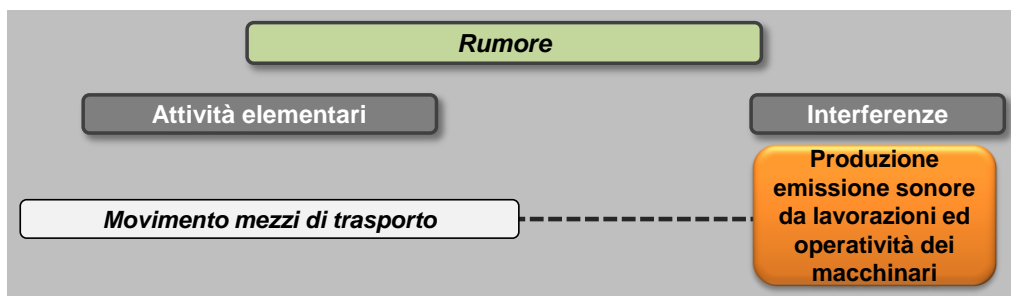 Rumore
Attività elementari
Interferenze
Movimento mezzi di trasporto
Produzione
emissione sonore
da lavorazioni ed
operatività dei
macchinari